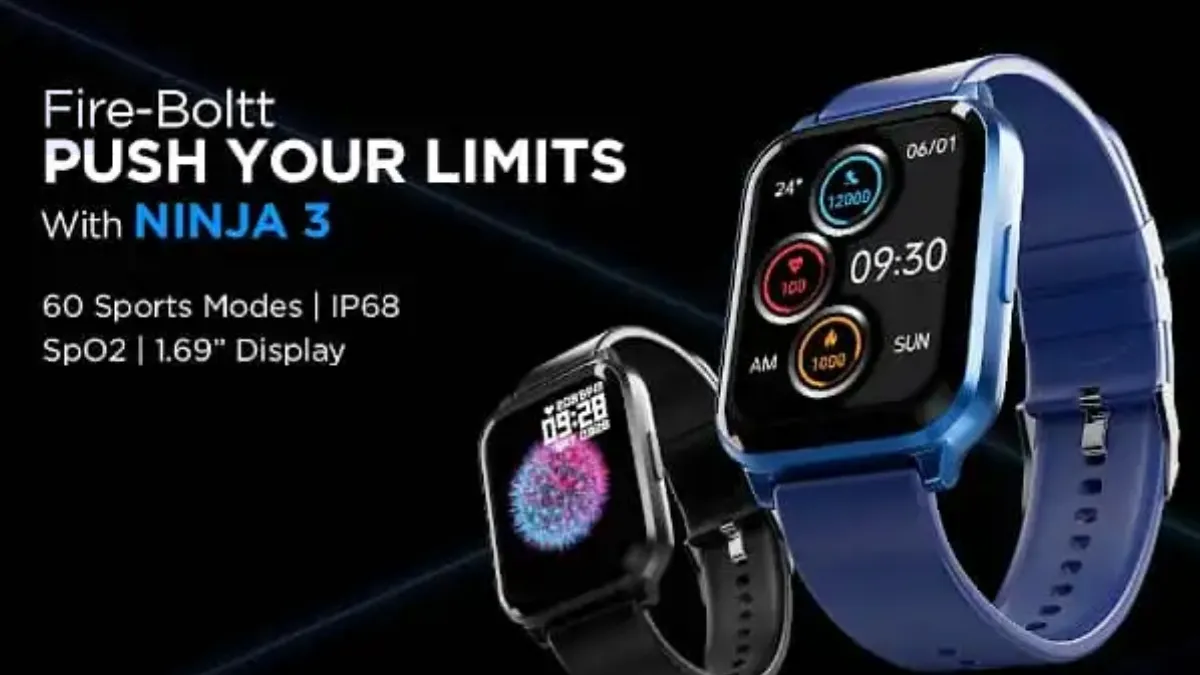 Fire-Boltt
PUSH YOUR LIMITS
With NINJA 3
60 Sports Modes | IP68
SpO2 | 1.69” Display
06/01
24°
12000
09:30
100
1000
AM
SUN
09:28